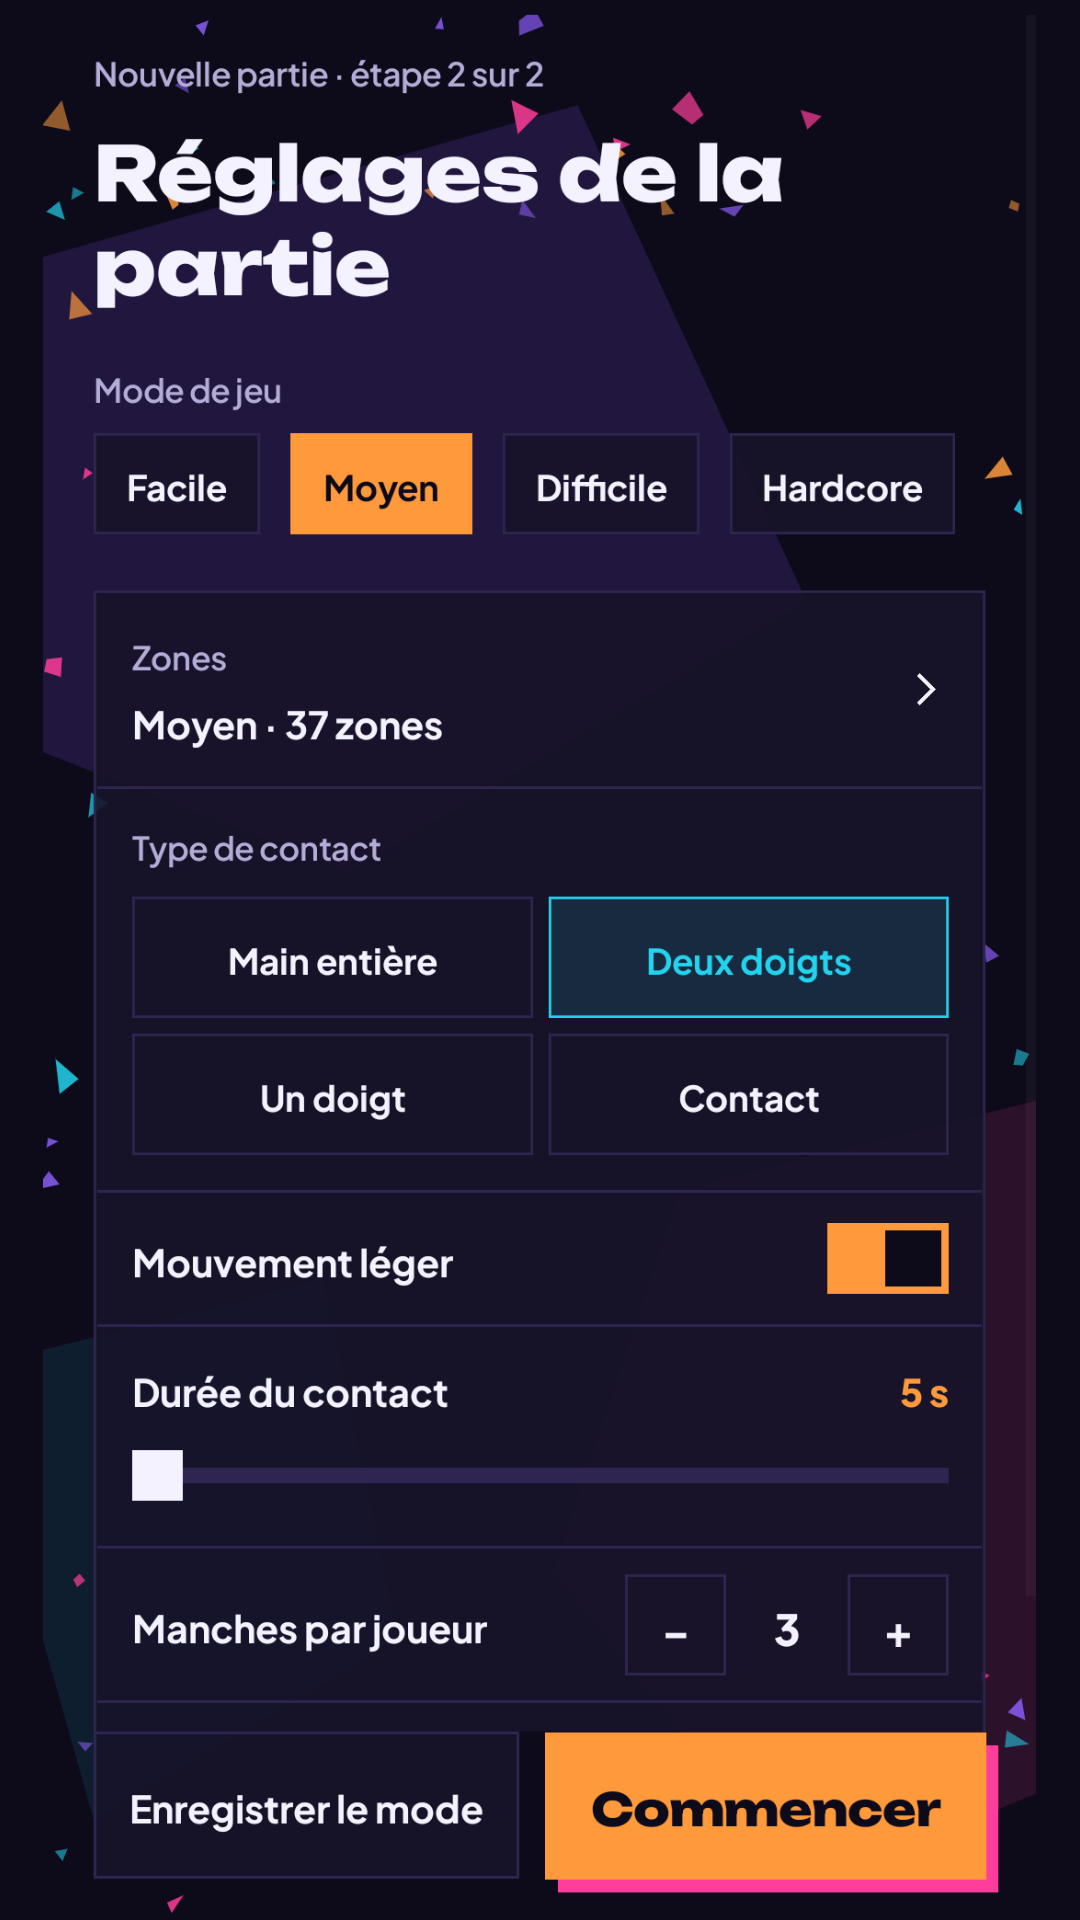 Nouvelle partie · étape 2 sur 2
Réglages de la
partie
Mode de jeu
Facile
Moyen
Difficile
Hardcore
Zones
Moyen · 37 zones
Type de contact
Main entière
Deux doigts
Un doigt
Contact
Mouvement léger
Durée du contact
5 s
Manches par joueur
– 3 +
Enregistrer le mode
Commencer